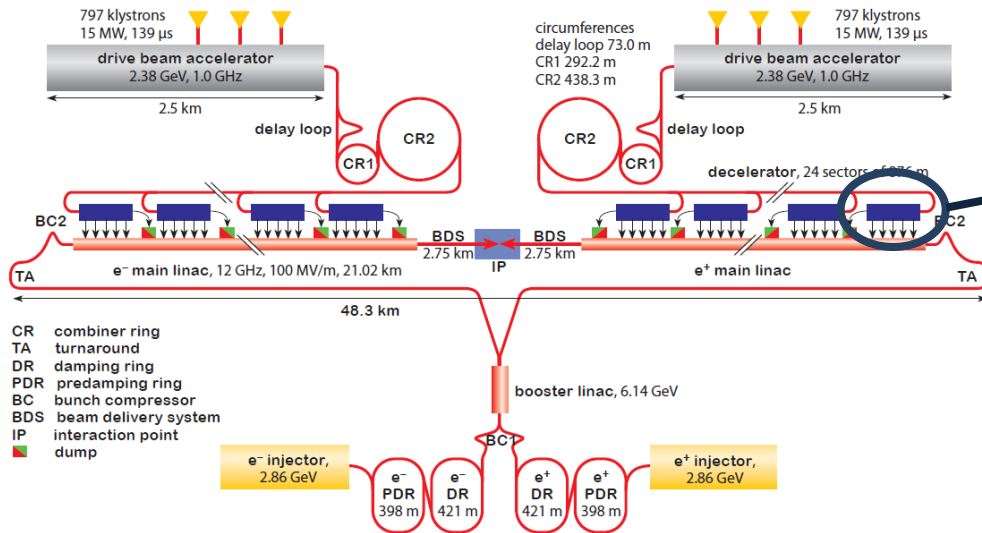 797 klystrons
15 MW, 139 µs
drive beam accelerator
2.38 GeV, 1.0 GHz
2.5 km
delay loop
CR2
CR1
circumferences
delay loop 73.0 m
CR1 292.2 m
CR2 438.3 m
797 klystrons
15 MW, 139 µs
drive beam accelerator
2.38 GeV, 1.0 GHz
2.5 km
delay loop
CR2
CR1
decelerator, 24 sectors of m
BC2
BC2
BDS
2.75 km
BDS
2.75 km
IP
e⁻ main linac, 12 GHz, 100 MV/m, 21.02 km
e⁺ main linac
TA
TA
48.3 km
CR combiner ring
TA turnaround
DR damping ring
PDR predamping ring
BC bunch compressor
BDS beam delivery system
IP interaction point
dump
booster linac, 6.14 GeV
BC1
e⁻ injector,
2.86 GeV
e⁻
PDR
398 m
e⁻
DR
421 m
e⁺
DR
421 m
e⁺
PDR
398 m
e⁺ injector,
2.86 GeV